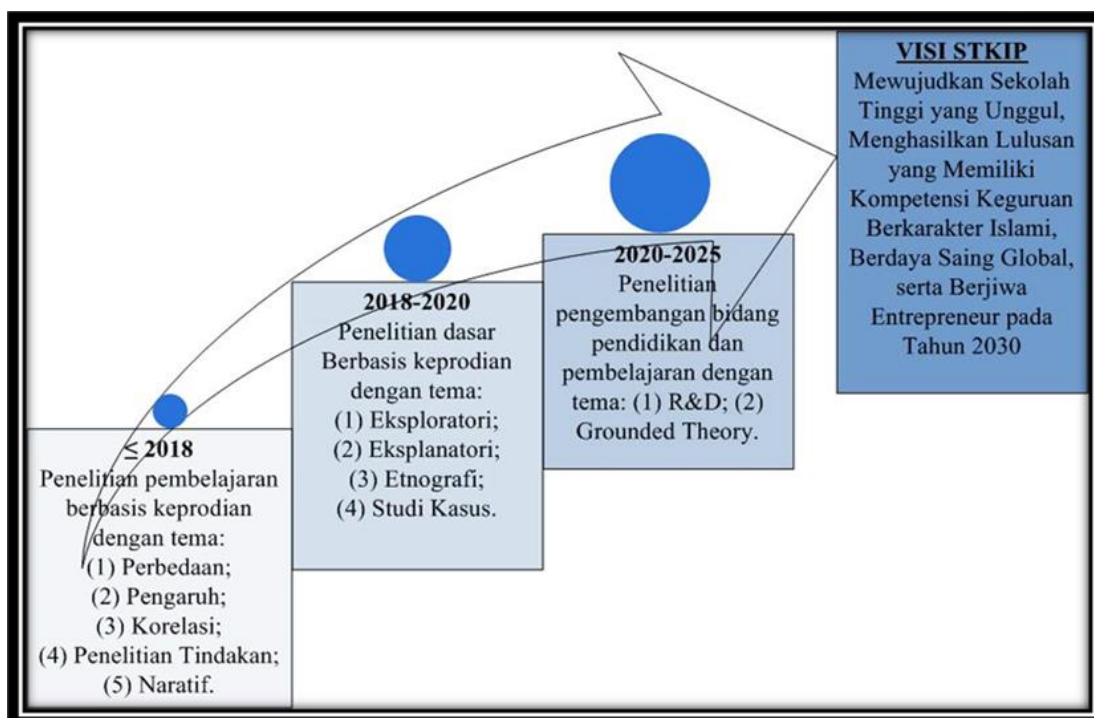 VISI STKIP
Mewujudkan Sekolah
Tinggi yang Unggul,
Menghasilkan Lulusan
yang Memiliki
Kompetensi Keguruan
Berkarakter Islami,
Berdaya Saing Global,
serta Berjiwa
Entrepreneur pada
Tahun 2030
2020-2025
Penelitian
pengembangan bidang
pendidikan dan
pembelajaran dengan
tema: (1) R&D; (2)
Grounded Theory.
2018-2020
Penelitian dasar
Berbasis keprodian
dengan tema:
(1) Eksploratori;
(2) Eksplanatori;
(3) Etnografi;
(4) Studi Kasus.
≤ 2018
Penelitian pembelajaran
berbasis keprodian
dengan tema:
(1) Perbedaan;
(2) Pengaruh;
(3) Korelasi;
(4) Penelitian Tindakan;
(5) Naratif.